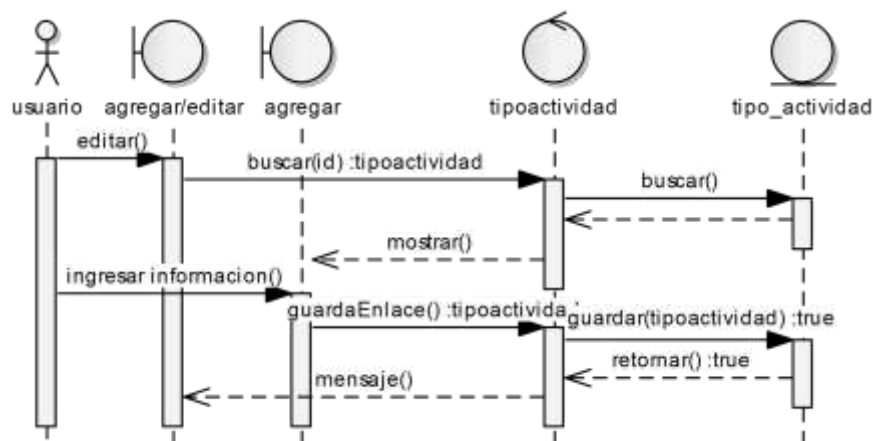 usuario agregar/editar agregar tipoactividad tipo_actividad
editar()
buscar(id) :tipoactividad
buscar()
mostrar()
ingresar informacion()
guardaEnlace() :tipoactivida
guardar(tipoactividad) :true
retornar() :true
mensaje()